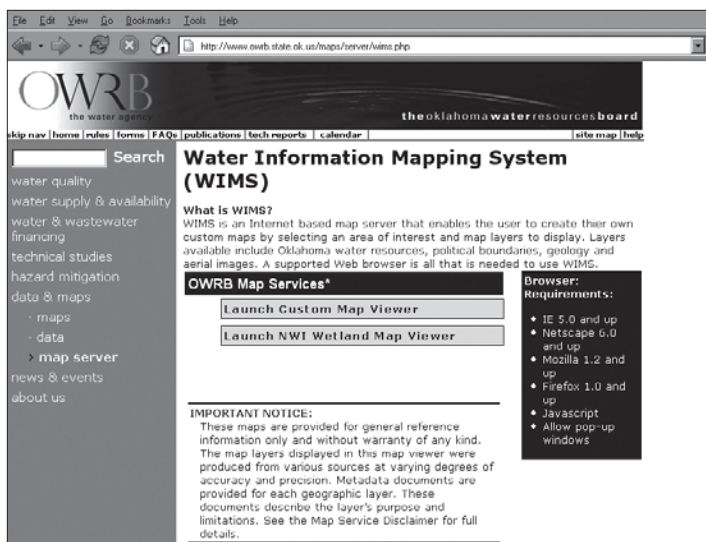 File Edit View Go Bookmarks Tools Help
http://www.owrb.state.ok.us/maps/server/wims.php
OWRB
the water agency
the oklahoma water resources board
skip nav | home | rules | forms | FAQs | publications | tech reports | calendar |
site map | help
Search
water quality
water supply & availability
water & wastewater
financing
technical studies
hazard mitigation
data & maps
· maps
· data
> map server
news & events
about us
Water Information Mapping System
(WIMS)
What is WIMS?
WIMS is an Internet based map server that enables the user to create thier own
custom maps by selecting an area of interest and map layers to display. Layers
available include Oklahoma water resources, political boundaries, geology and
aerial images. A supported Web browser is all that is needed to use WIMS.
OWRB Map Services*
Launch Custom Map Viewer
Launch NWI Wetland Map Viewer
Browser:
Requirements:
♦ IE 5.0 and up
♦ Netscape 6.0
and up
♦ Mozilla 1.2 and
up
♦ Firefox 1.0 and
up
♦ Javascript
♦ Allow pop-up
windows
IMPORTANT NOTICE:
These maps are provided for general reference
information only and without warranty of any kind.
The map layers displayed in this map viewer were
produced from various sources at varying degrees of
accuracy and precision. Metadata documents are
provided for each geographic layer. These
documents describe the layer's purpose and
limitations. See the Map Service Disclaimer for full
details.